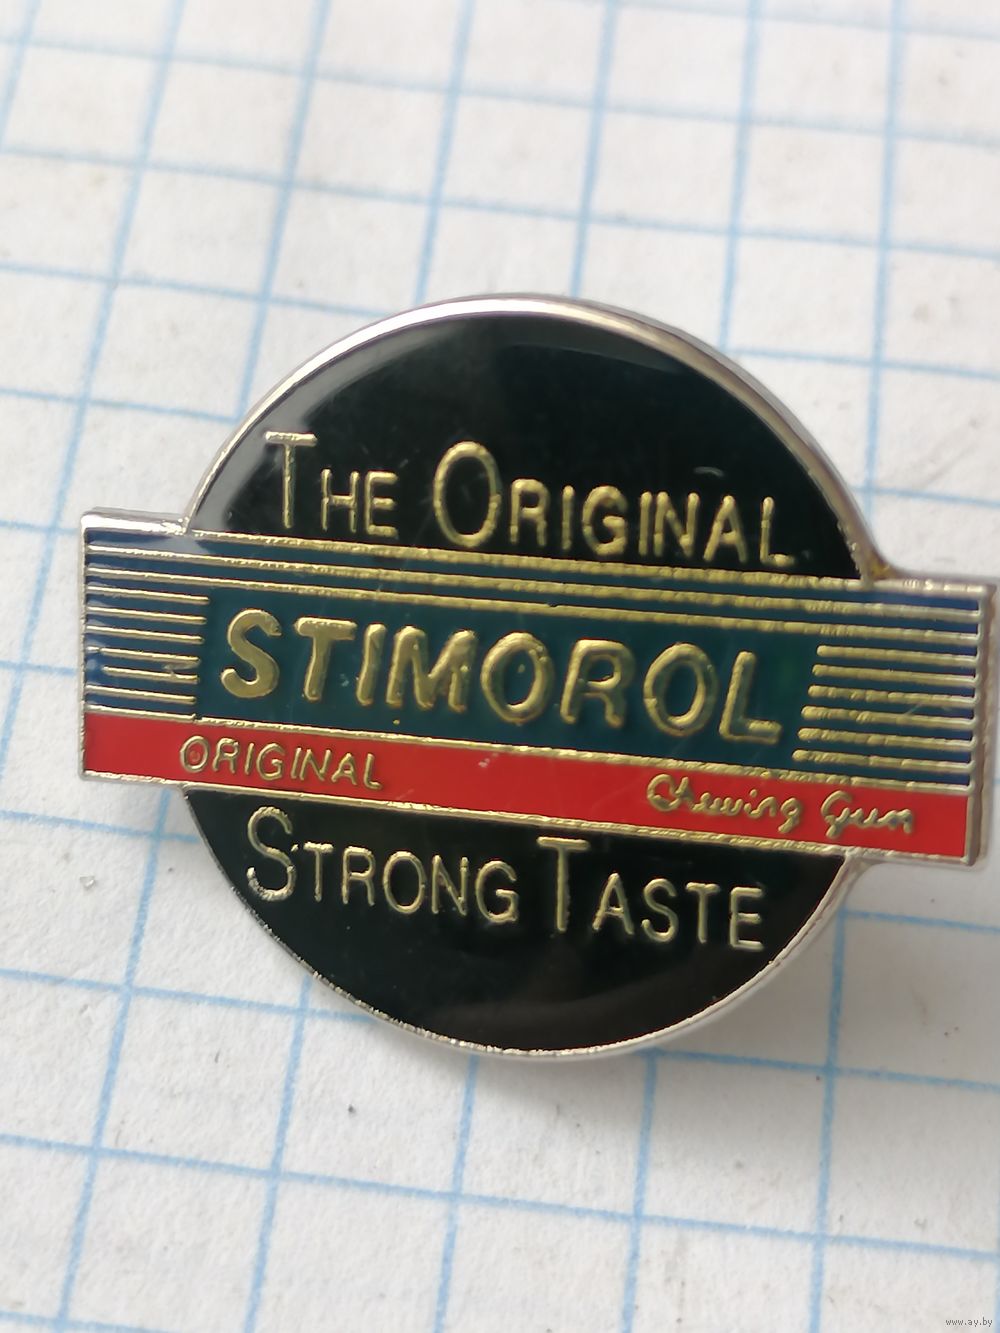 THE ORIGINAL
STIMOROL
ORIGINAL Chewing Gum
STRONG TASTE
www.ay.by